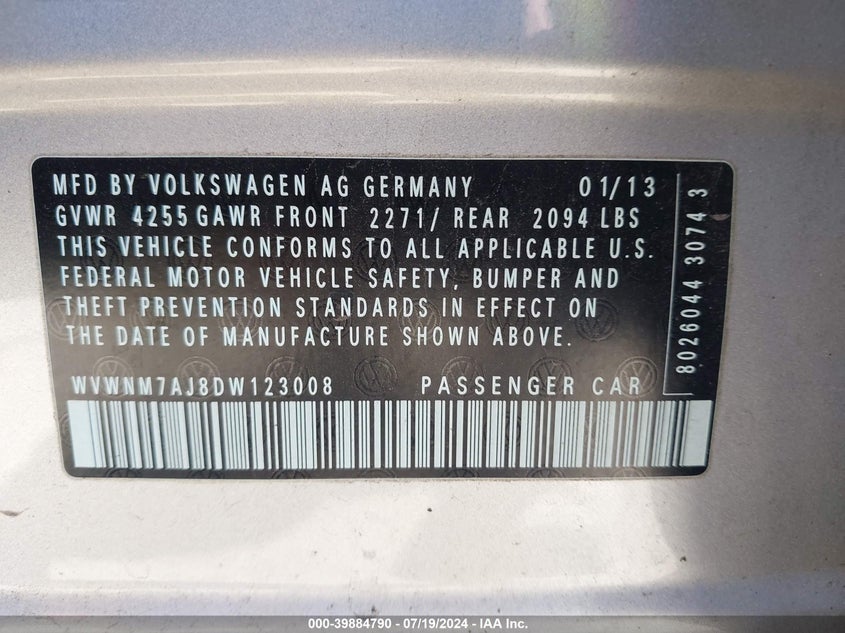 MFD BY VOLKSWAGEN AG GERMANY 01/13
GVWR 4255 GAWR FRONT 2271/ REAR 2094 LBS
THIS VEHICLE CONFORMS TO ALL APPLICABLE U.S.
FEDERAL MOTOR VEHICLE SAFETY, BUMPER AND
THEFT PREVENTION STANDARDS IN EFFECT ON
THE DATE OF MANUFACTURE SHOWN ABOVE.
WVWNM7AJ8DW123008 PASSENGER CAR
8026044 3074 3
000-39884790 - 07/19/2024 - IAA Inc.